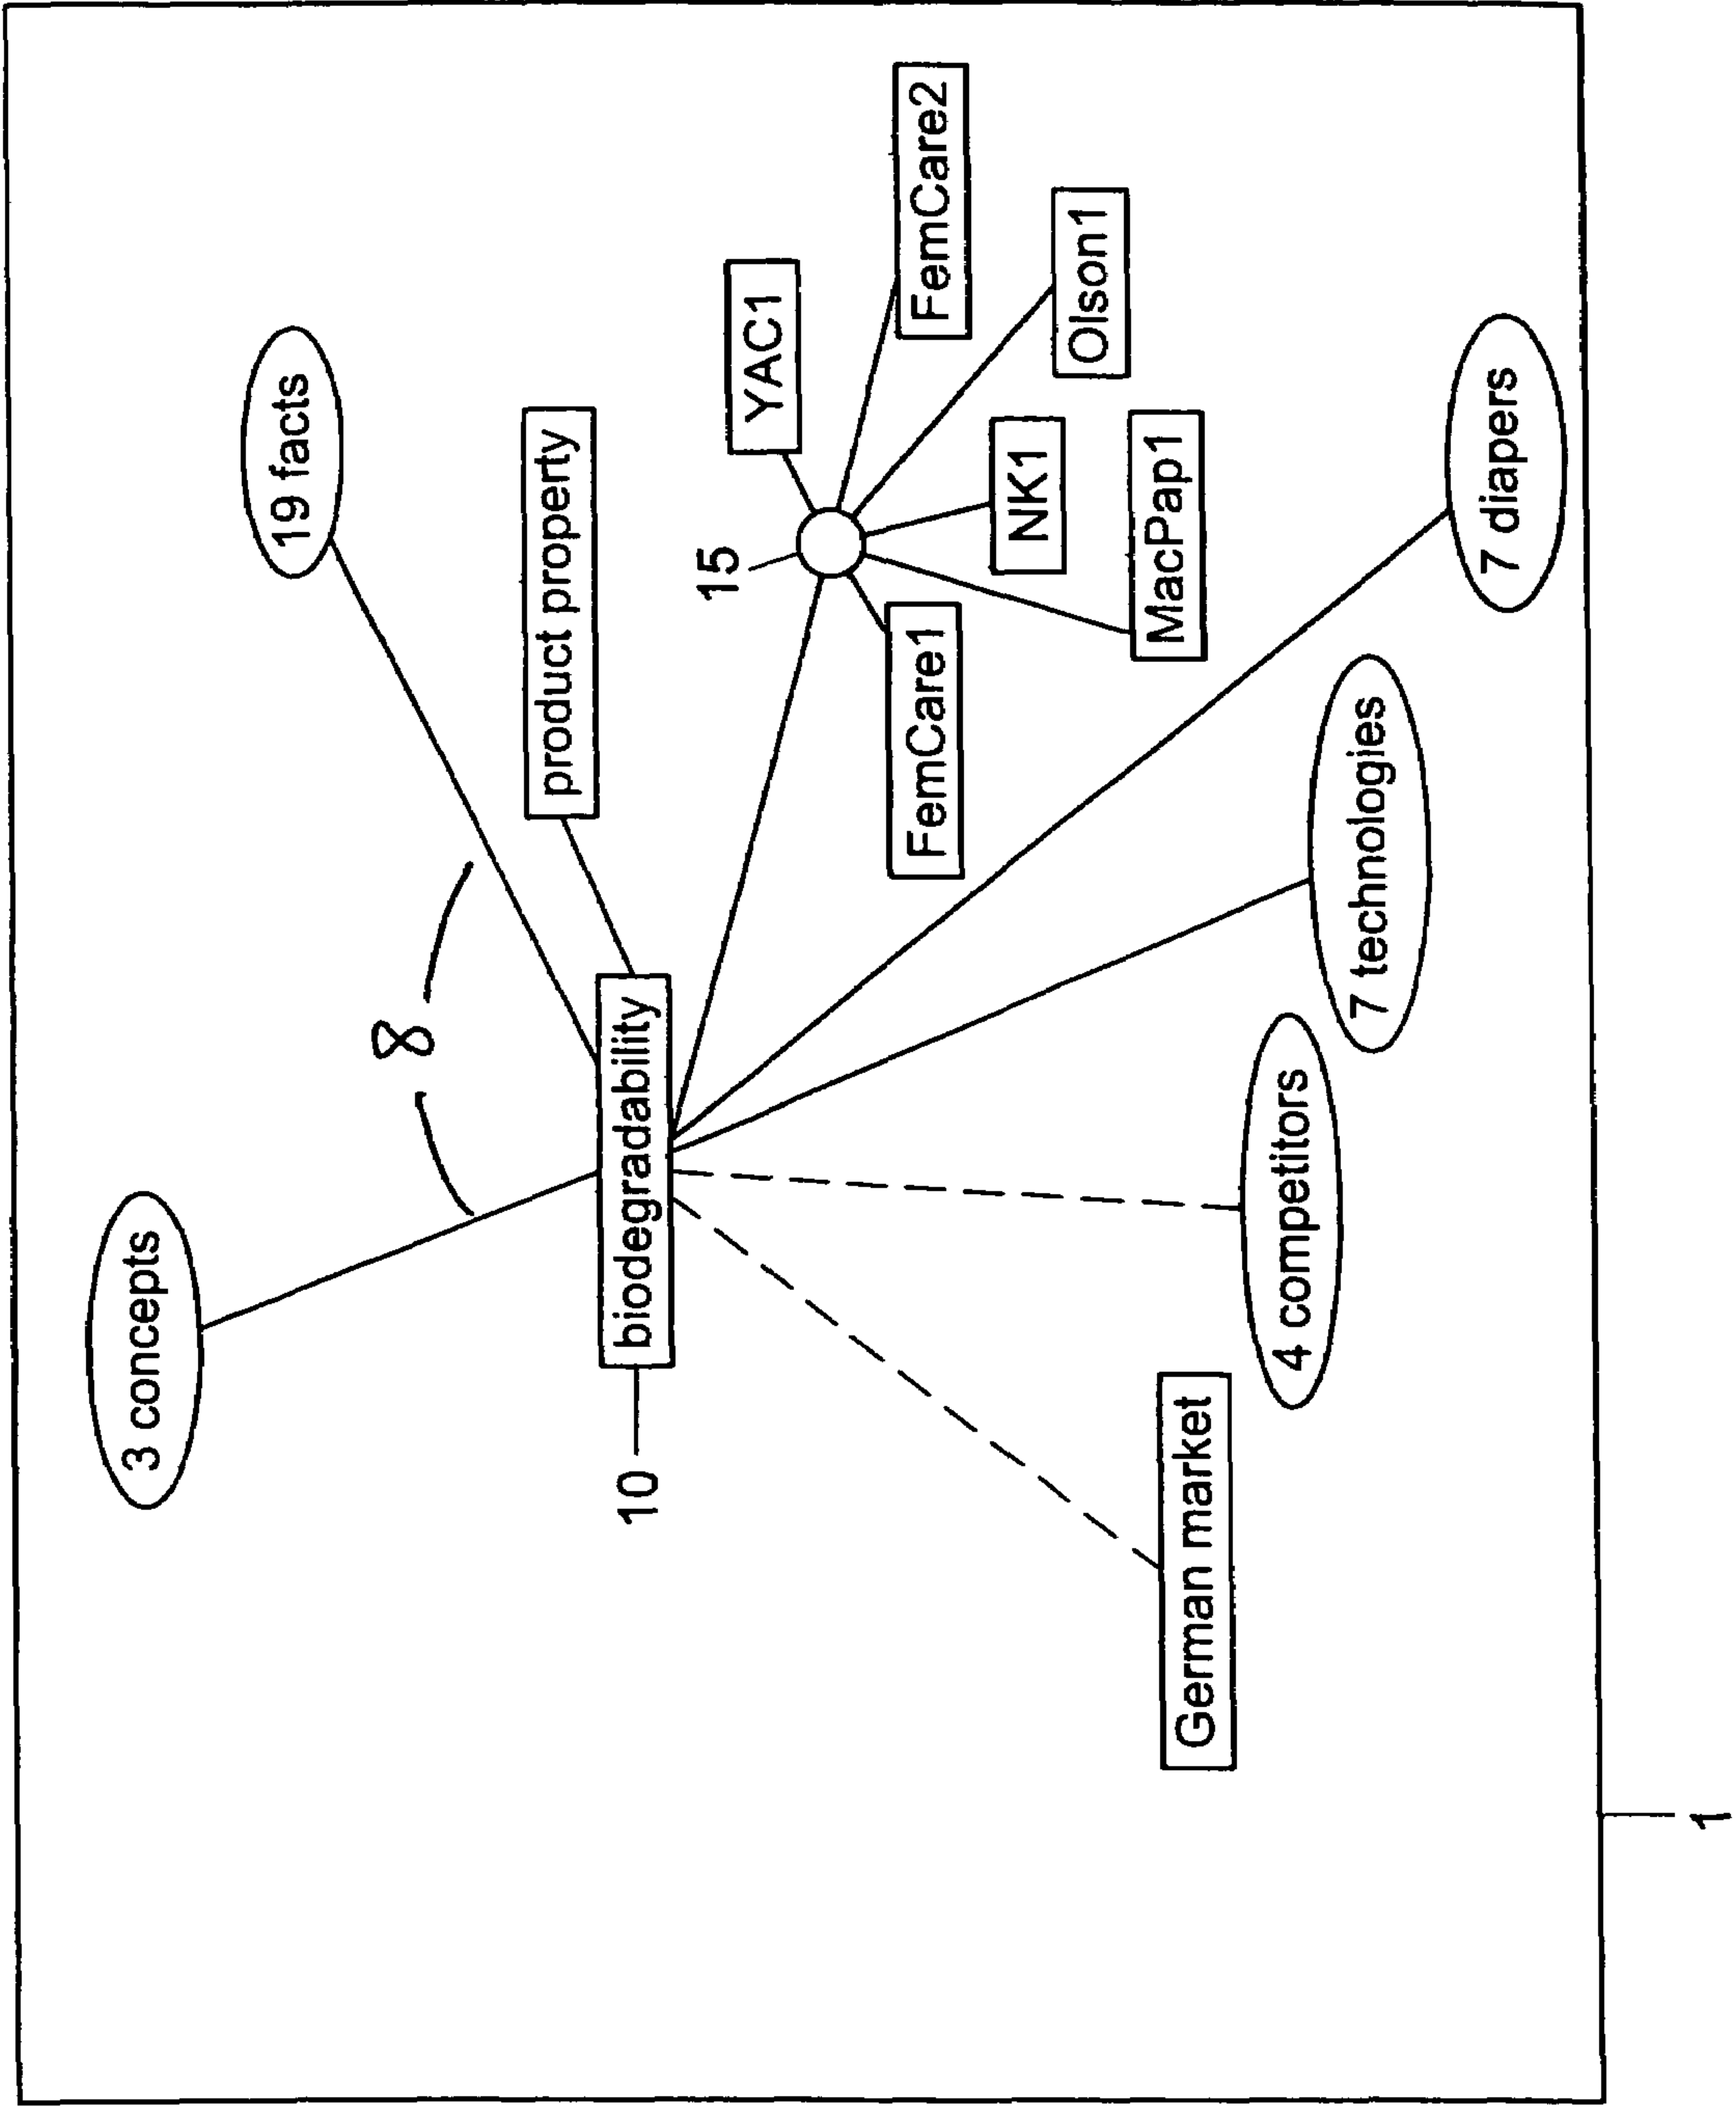 3 concepts
19 facts
8
product property
10
biodegradability
15
YAC1
FemCare2
FemCare1
NK1
Olson1
MacPap1
German market
4 competitors
7 technologies
7 diapers
1